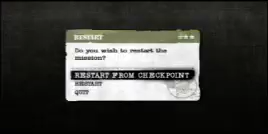 RESTART
Do you wish to restart the
mission?
RESTART FROM CHECKPOINT
RESTART
QUIT